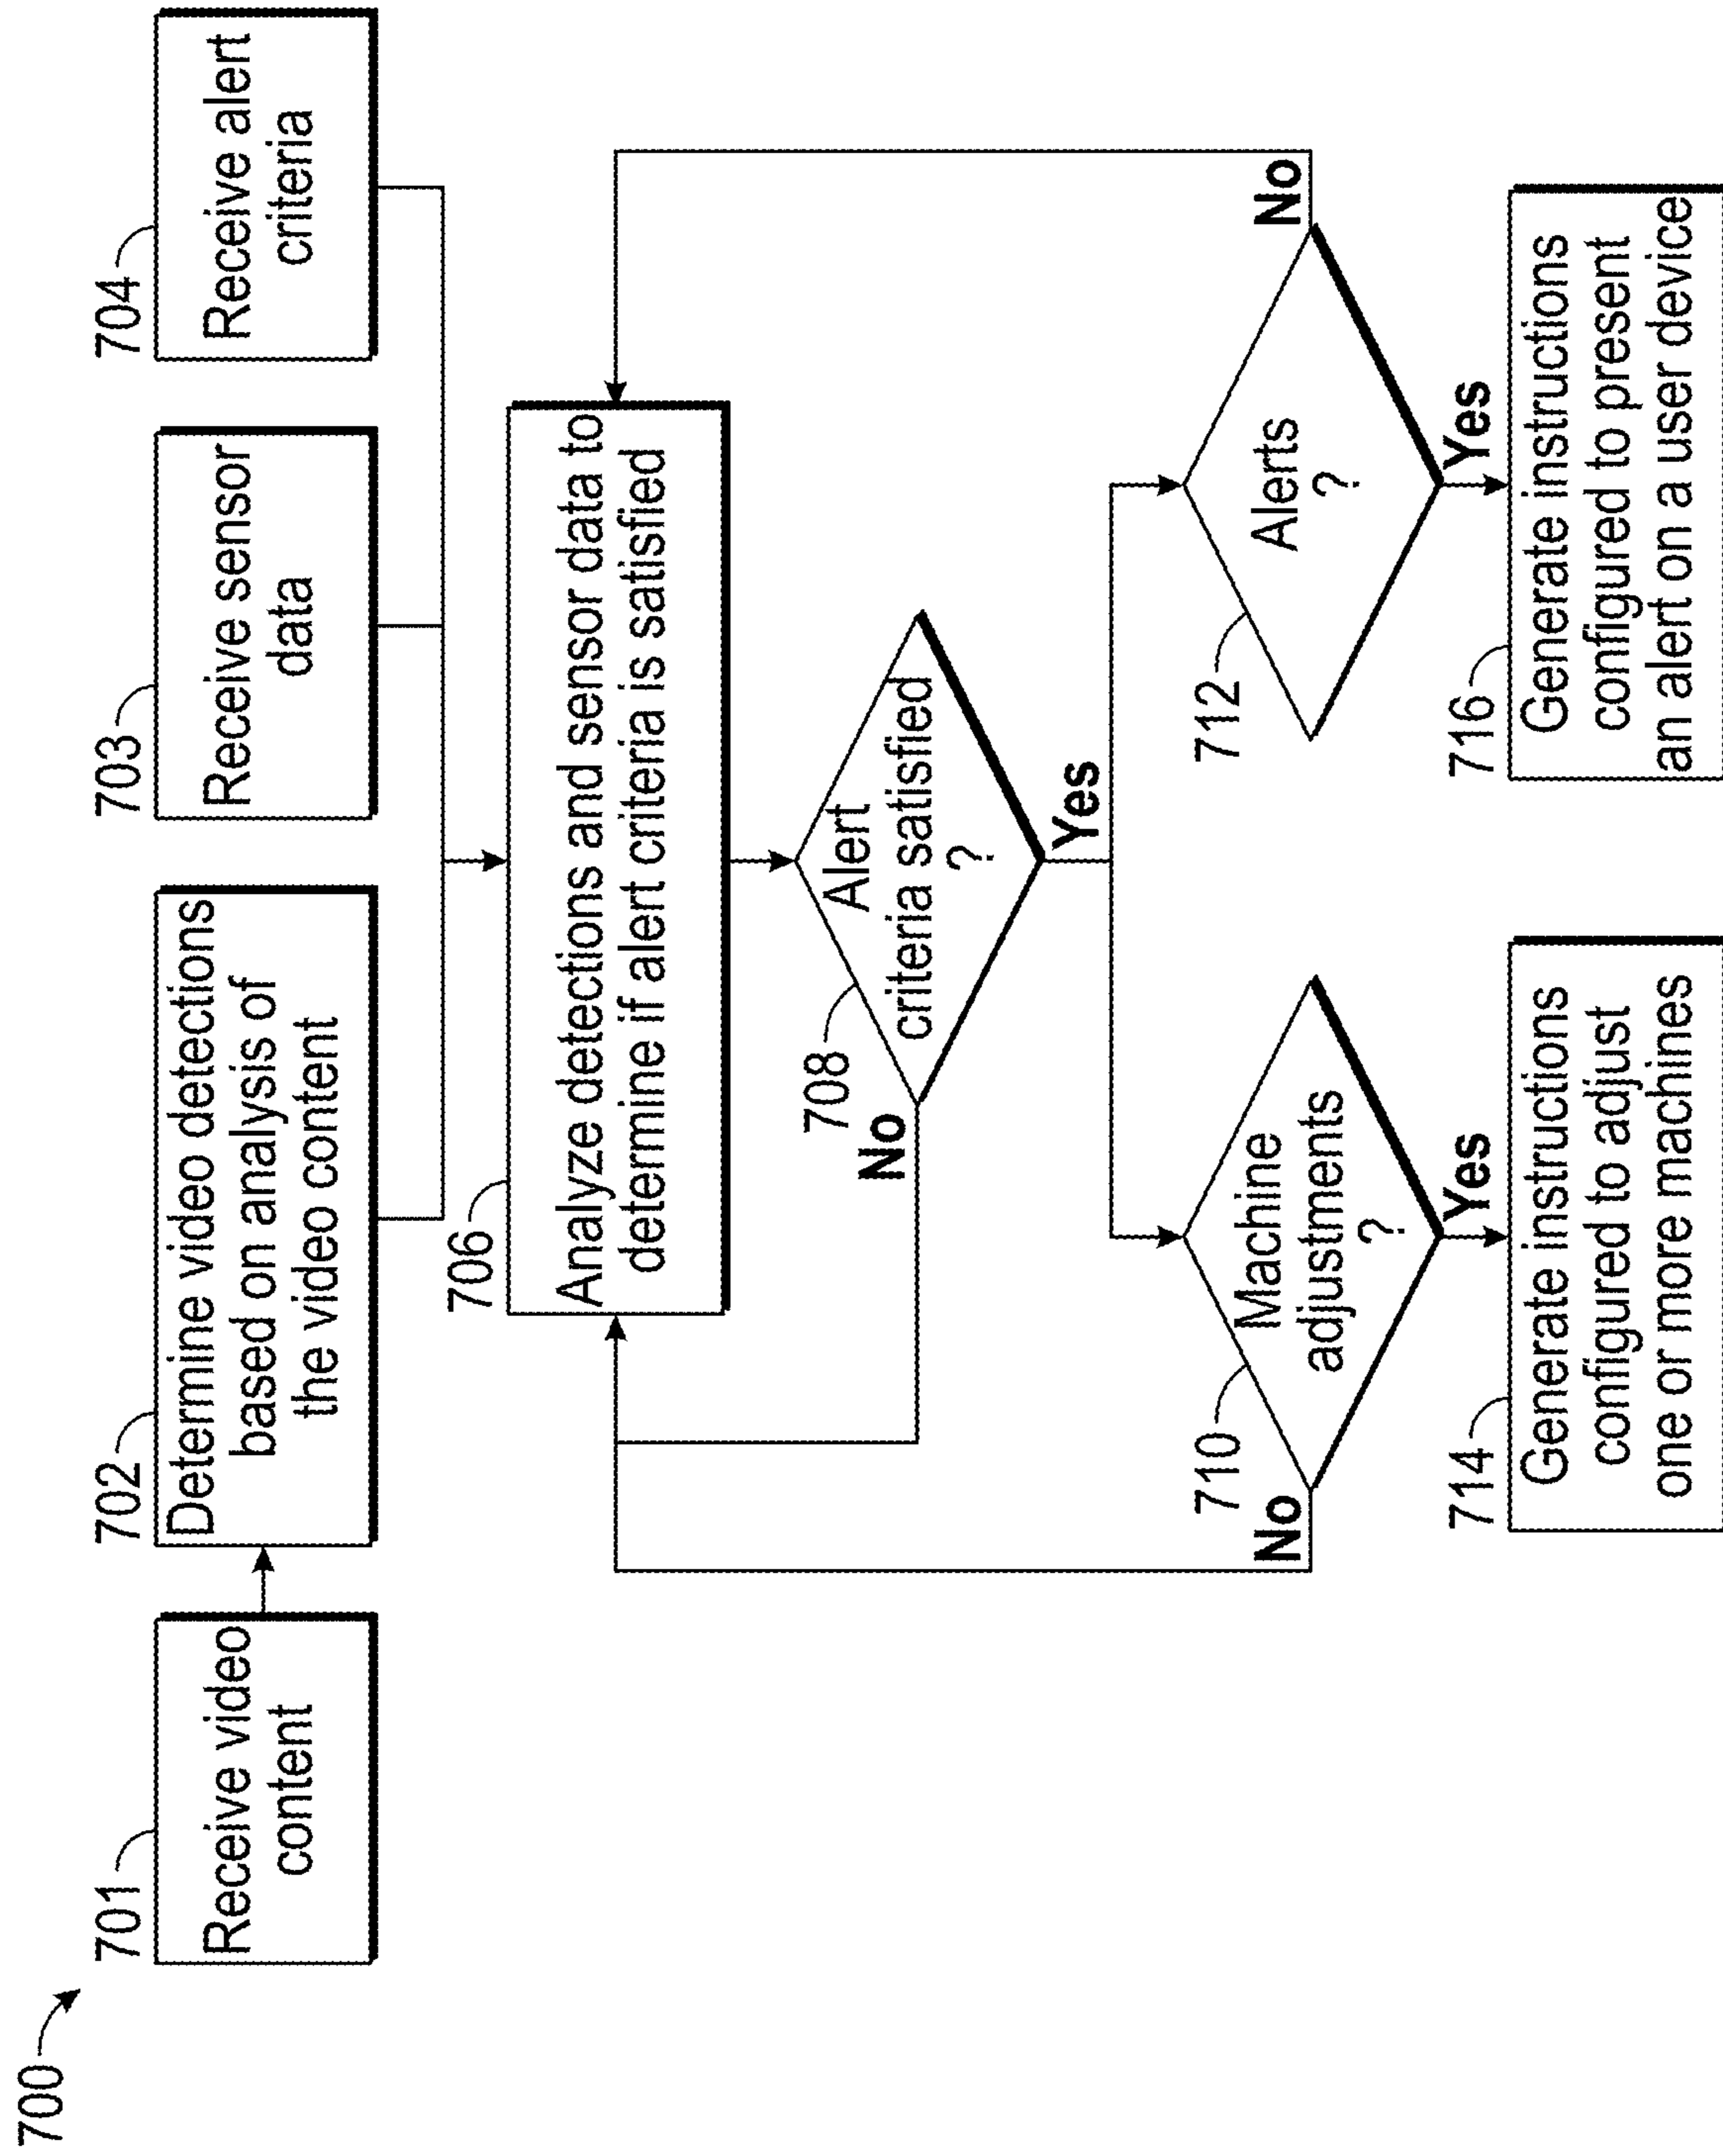 700
701
Receive video
content
702
Determine video detections
based on analysis of
the video content
703
Receive sensor
data
704
Receive alert
criteria
706
Analyze detections and sensor data to
determine if alert criteria is satisfied
708
Alert
criteria satisfied
?
No
Yes
710
Machine
adjustments
?
No
Yes
712
Alerts
?
No
Yes
714
Generate instructions
configured to adjust
one or more machines
716
Generate instructions
configured to present
an alert on a user device